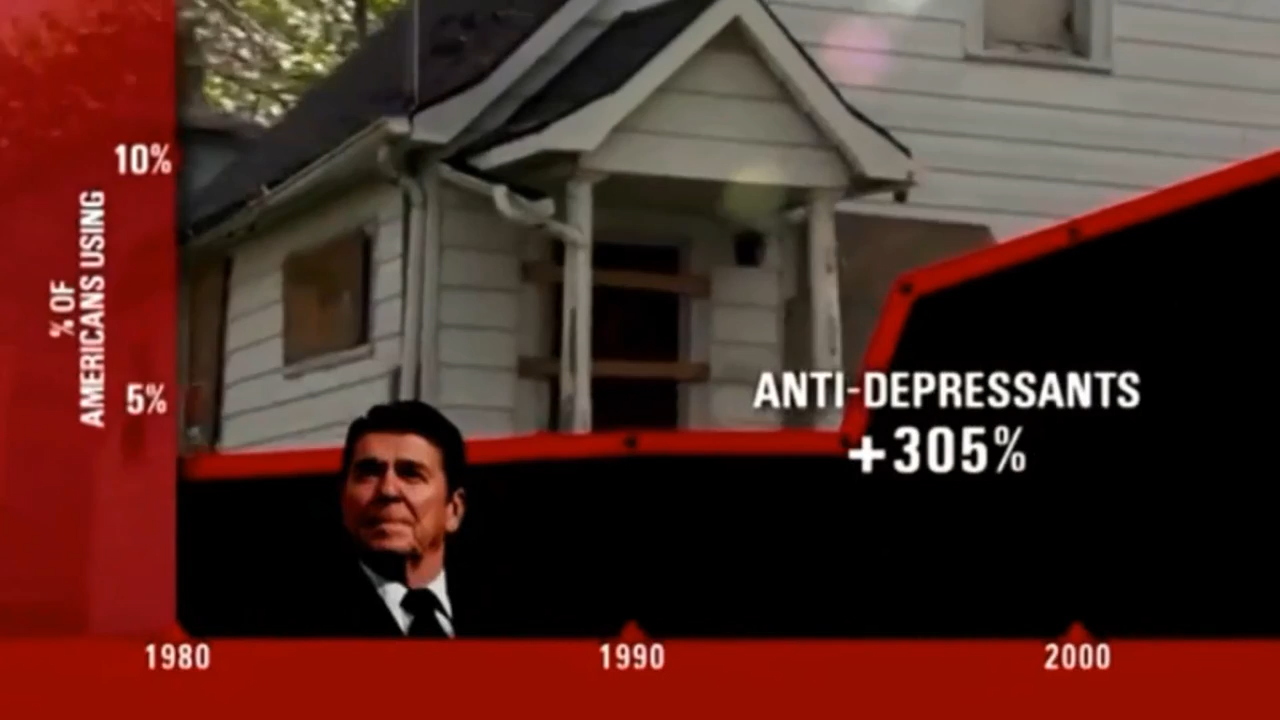 10%
% OF
AMERICANS USING
5%
ANTI-DEPRESSANTS
+305%
1980
1990
2000